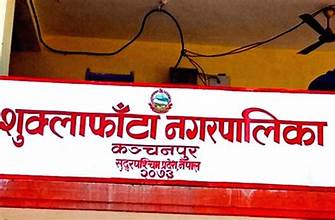 शुक्लाफाँटा नगरपालिका
कञ्चनपुर
सुदुरपश्चिम प्रदेश, नेपाल
२०७३